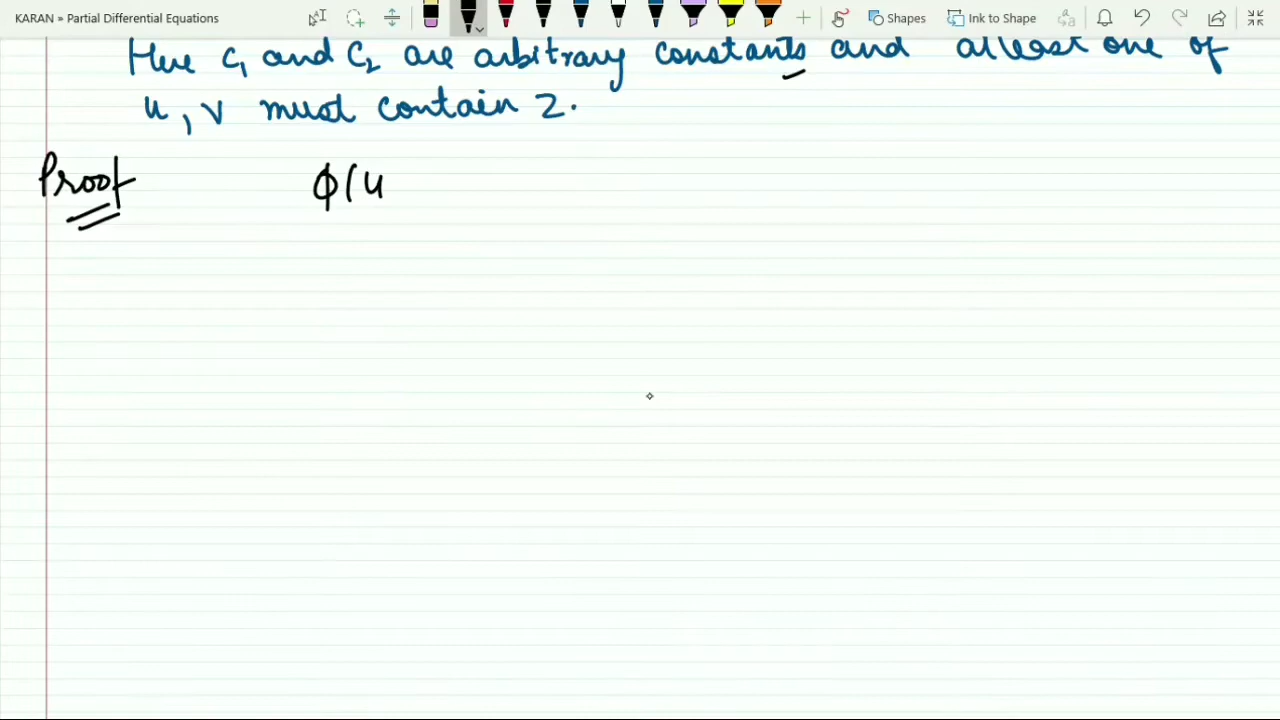 KARAN » Partial Differential Equations
Shapes
Ink to Shape
Here C₁ and C₂ are arbitrary constants and atleast one of
u, v must contain z.
Proof
ϕ(u